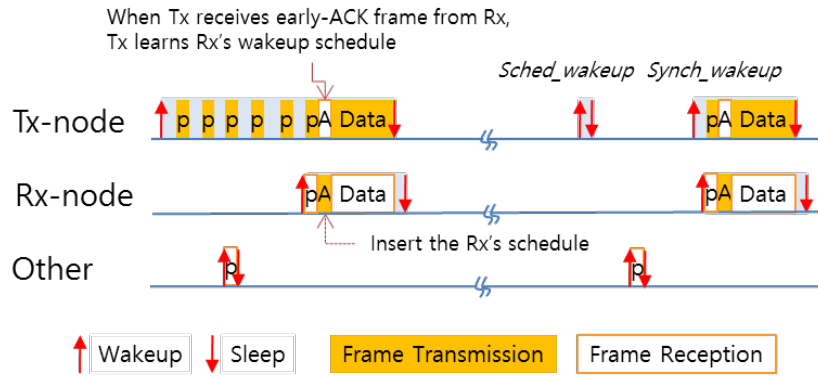 When Tx receives early-ACK frame from Rx,
Tx learns Rx's wakeup schedule
Sched_wakeup Synch_wakeup
Tx-node p p p p p pA Data pA Data
Rx-node pA Data pA Data
Insert the Rx's schedule
Other p p
Wakeup Sleep Frame Transmission Frame Reception